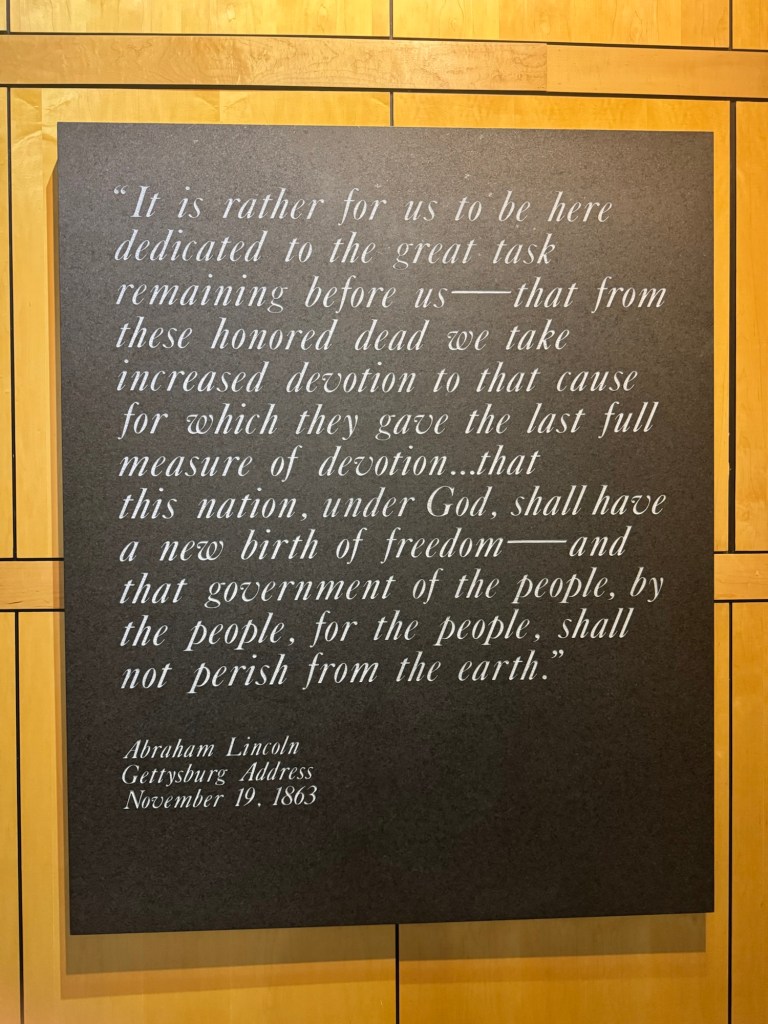 “It is rather for us to be here
dedicated to the great task
remaining before us—that from
these honored dead we take
increased devotion to that cause
for which they gave the last full
measure of devotion...that
this nation, under God, shall have
a new birth of freedom—and
that government of the people, by
the people, for the people, shall
not perish from the earth.”
Abraham Lincoln
Gettysburg Address
November 19, 1863